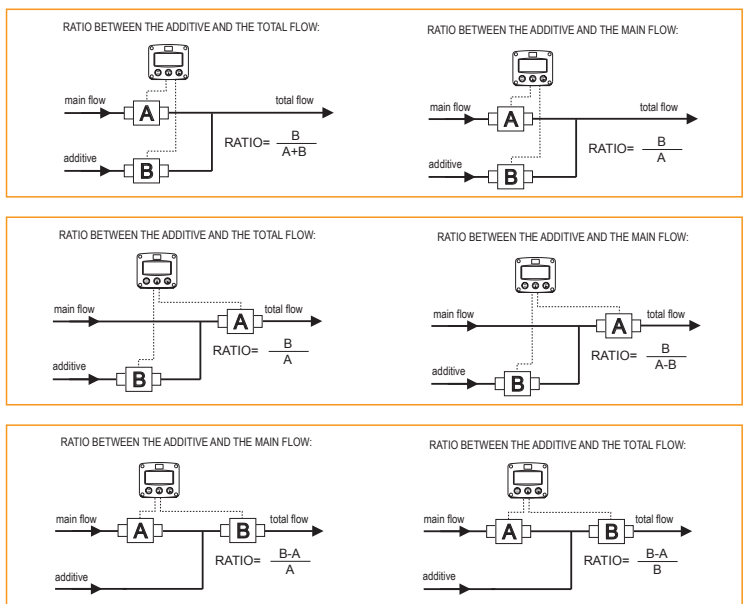 RATIO BETWEEN THE ADDITIVE AND THE TOTAL FLOW:
main flow
A
total flow
RATIO= B
A+B
additive
B
RATIO BETWEEN THE ADDITIVE AND THE MAIN FLOW:
main flow
A
total flow
RATIO= B
A
additive
B
RATIO BETWEEN THE ADDITIVE AND THE TOTAL FLOW:
main flow
A
total flow
RATIO= B
A
additive
B
RATIO BETWEEN THE ADDITIVE AND THE MAIN FLOW:
main flow
A
total flow
RATIO= B
A-B
additive
B
RATIO BETWEEN THE ADDITIVE AND THE MAIN FLOW:
main flow
A
B
total flow
RATIO= B-A
A
additive
RATIO BETWEEN THE ADDITIVE AND THE TOTAL FLOW:
main flow
A
B
total flow
RATIO= B-A
B
additive